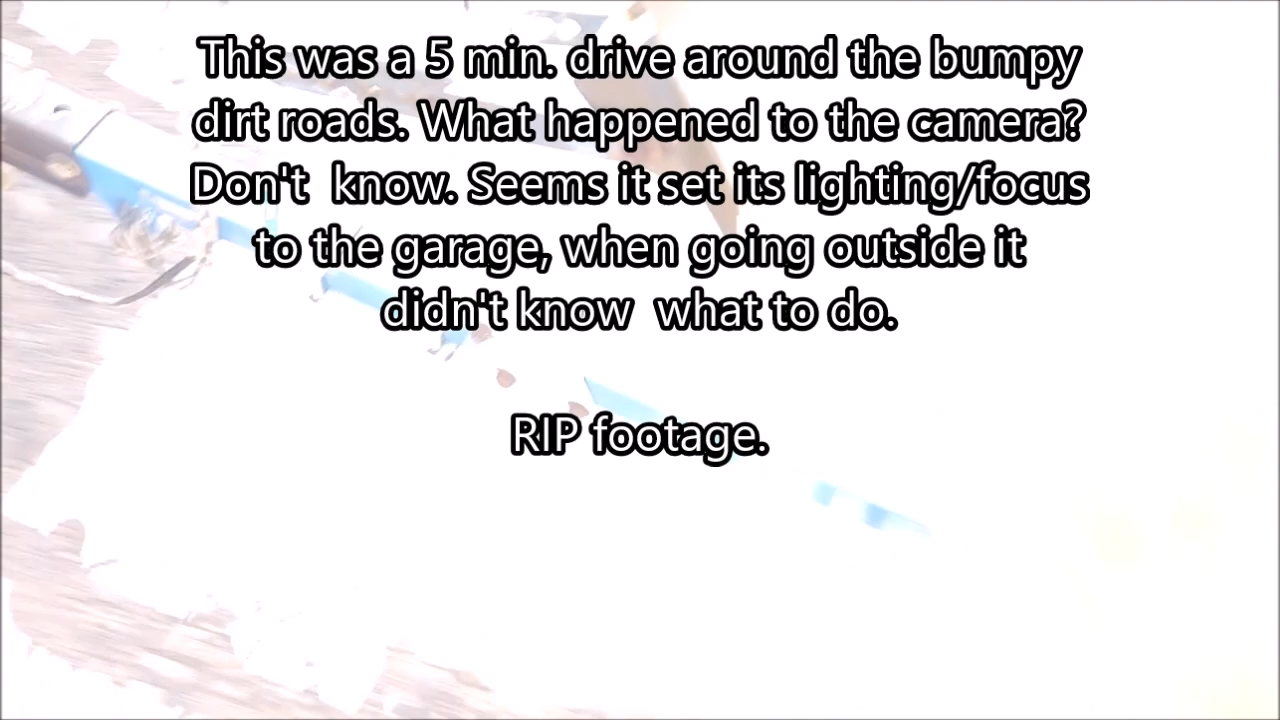 This was a 5 min. drive around the bumpy
dirt roads. What happened to the camera?
Don't  know. Seems it set its lighting/focus
to the garage, when going outside it
didn't know  what to do.
RIP footage.